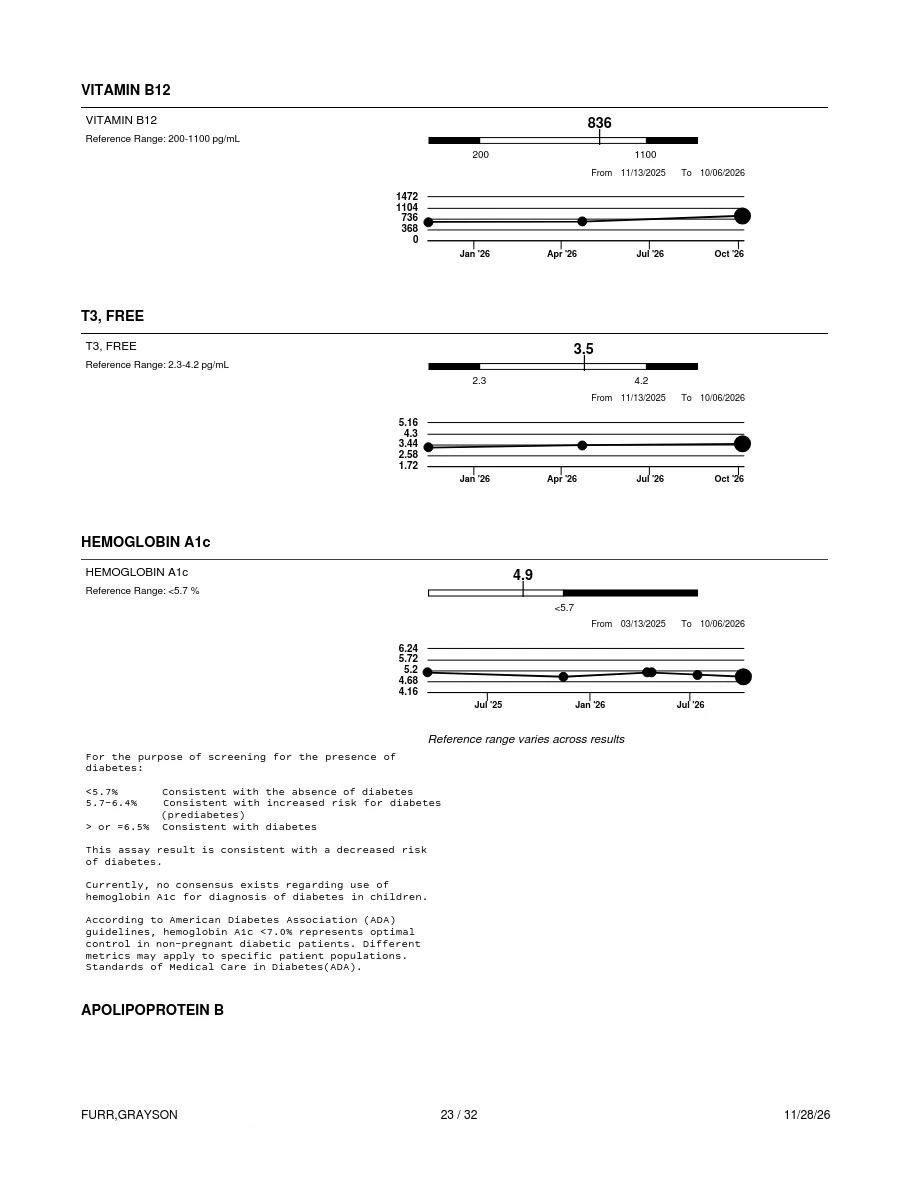 VITAMIN B12
VITAMIN B12
Reference Range: 200-1100 pg/mL
836
200 1100
From 11/13/2025 To 10/06/2026
1472
1104
736
368
0
Jan '26 Apr '26 Jul '26 Oct '26
T3, FREE
T3, FREE
Reference Range: 2.3-4.2 pg/mL
3.5
2.3 4.2
From 11/13/2025 To 10/06/2026
5.16
4.3
3.44
2.58
1.72
Jan '26 Apr '26 Jul '26 Oct '26
HEMOGLOBIN A1c
HEMOGLOBIN A1c
Reference Range: <5.7 %
4.9
<5.7
From 03/13/2025 To 10/06/2026
6.24
5.72
5.2
4.68
4.16
Jul '25 Jan '26 Jul '26
Reference range varies across results
For the purpose of screening for the presence of
diabetes:
<5.7% Consistent with the absence of diabetes
5.7-6.4% Consistent with increased risk for diabetes
(prediabetes)
> or =6.5% Consistent with diabetes
This assay result is consistent with a decreased risk
of diabetes.
Currently, no consensus exists regarding use of
hemoglobin A1c for diagnosis of diabetes in children.
According to American Diabetes Association (ADA)
guidelines, hemoglobin A1c <7.0% represents optimal
control in non-pregnant diabetic patients. Different
metrics may apply to specific patient populations.
Standards of Medical Care in Diabetes(ADA).
APOLIPOPROTEIN B
FURR,GRAYSON 23 / 32 11/28/26